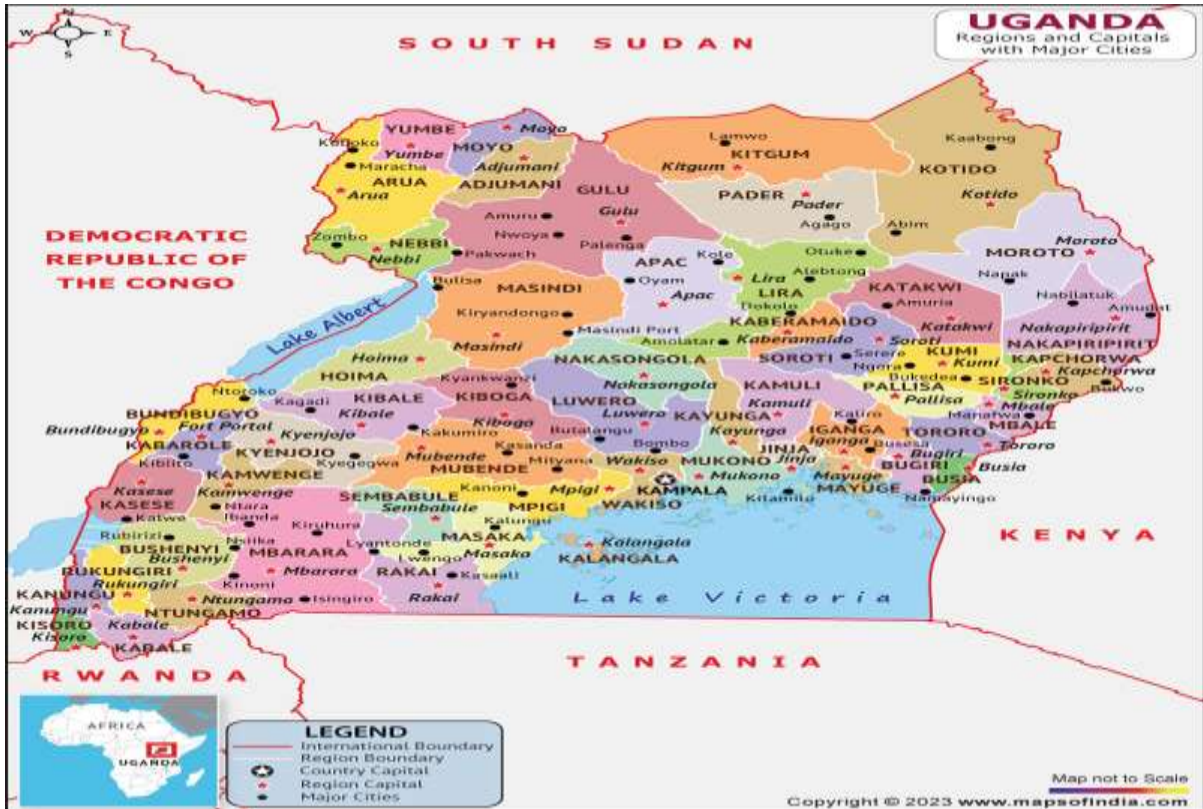 N
W
E
S
SOUTH SUDAN
UGANDA
Regions and Capitals
with Major Cities
YUMBE
Moyo
Koboko
Yumbe
MOYO
Maracha
Adjumani
ARUA
ADJUMANI
Arua
Lamwo
KITGUM
Kitgum
Kaabong
KOTIDO
Kotido
GULU
Gulu
Amuru
Nwoya
Palenga
PADER
Pader
Agago
Abim
DEMOCRATIC
REPUBLIC OF
THE CONGO
Zombo
NEBBI
Nebbi
Pakwach
APAC
Kole
Oyam
Apac
Otuke
Lira
Alebtong
LIRA
Dokolo
Moroto
MOROTO
Napak
Nabilatuk
Amudat
Bulisa
MASINDI
Kiryandongo
Masindi Port
Masindi
Lake Albert
KATAKWI
Amuria
Katakwi
Nakapiripirit
NAKAPIRIPIRIT
KABERAMAIDO
Kaberamaido
Amolatar
Soroti
SOROTI
Serere
Ngora
KUMI
Kumi
Bukedea
KAPCHORWA
Kapchorwa
Bukwo
Hoima
HOIMA
NAKASONGOLA
Nakasongola
KAMULI
Kamuli
PALLISA
Pallisa
SIRONKO
Sironko
Mbale
Manafwa
MBALE
Ntoroko
Kagadi
KIBALE
Kibale
Kyankwanzi
KIBOGA
Kiboga
LUWERO
Luwero
Butalangu
Bombo
KAYUNGA
Kayunga
Kaliro
IGANGA
Iganga
Busesa
TORORO
Tororo
Bugiri
BUGIRI
Busia
BUSIA
BUNDIBUGYO
Bundibugyo
Fort Portal
KABAROLE
Kyenjojo
KYENJOJO
Kyegegwa
Kakumiro
Mubende
MUBENDE
Kasanda
Mityana
Wakiso
MUKONO
Mukono
JINJA
Jinja
Mayuge
MAYUGE
Namayingo
Kibiito
KAMWENGE
Kamwenge
Kasese
KASESE
Katwe
Ntara
Ibanda
SEMBABULE
Sembabule
Kanoni
Mpigi
MPIGI
KAMPALA
WAKISO
Kitamilu
Rubirizi
Nsiika
Kiruhura
Lyantonde
Kalungu
MASAKA
Masaka
Lwengo
Kalangala
KALANGALA
KENYA
BUSHENYI
Bushenyi
MBARARA
Mbarara
RUKUNGIRI
Rukungiri
Kinoni
RAKAI
Kasaali
Rakai
Lake Victoria
KANUNGU
Kanungu
Ntungama
NTUNGAMO
Isingiro
KISORO
Kisoro
Kabale
KABALE
TANZANIA
RWANDA
AFRICA
UGANDA
LEGEND
International Boundary
Region Boundary
Country Capital
Region Capital
Major Cities
Map not to Scale
Copyright © 2023 www.mapsofindia.com